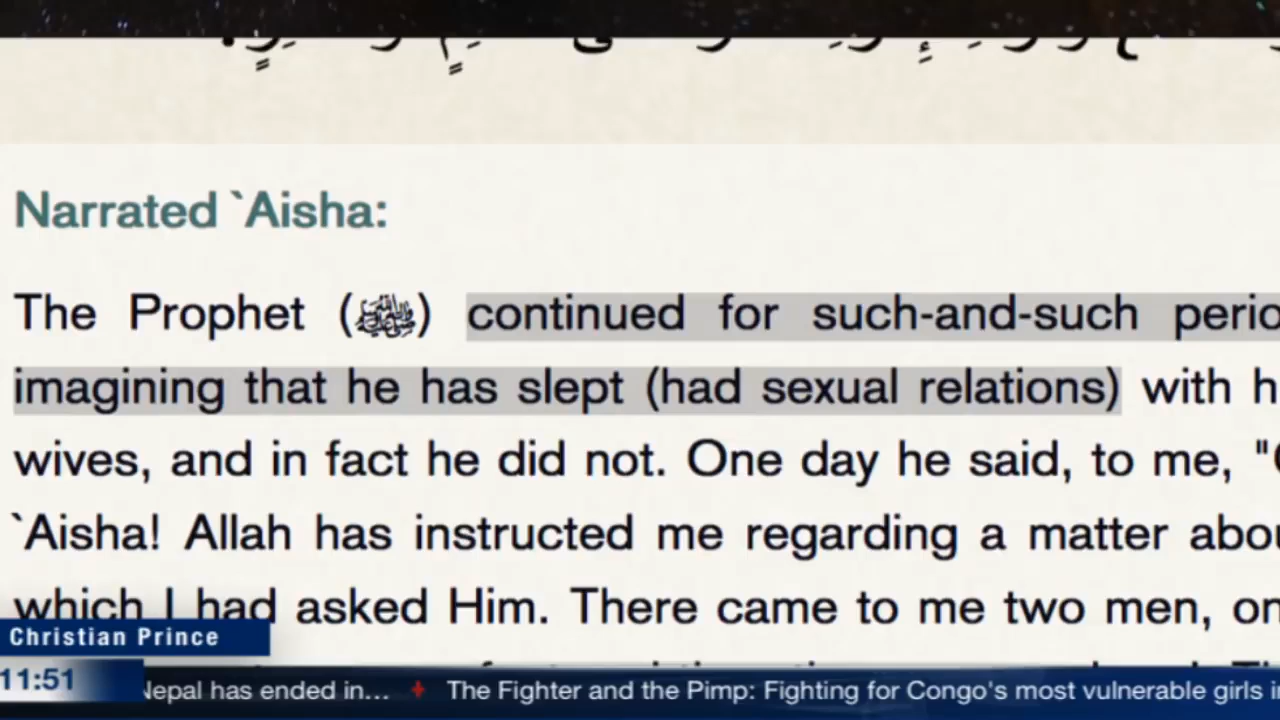 Narrated `Aisha:
The Prophet (ﷺ) continued for such-and-such
imagining that he has slept (had sexual relations) with
wives, and in fact he did not. One day he said, to me,
`Aisha! Allah has instructed me regarding a matter
which I had asked Him. There came to me two men,
Christian Prince
11:51
Nepal has ended in... The Fighter and the Pimp: Fighting for Congo's most vulnerable girls